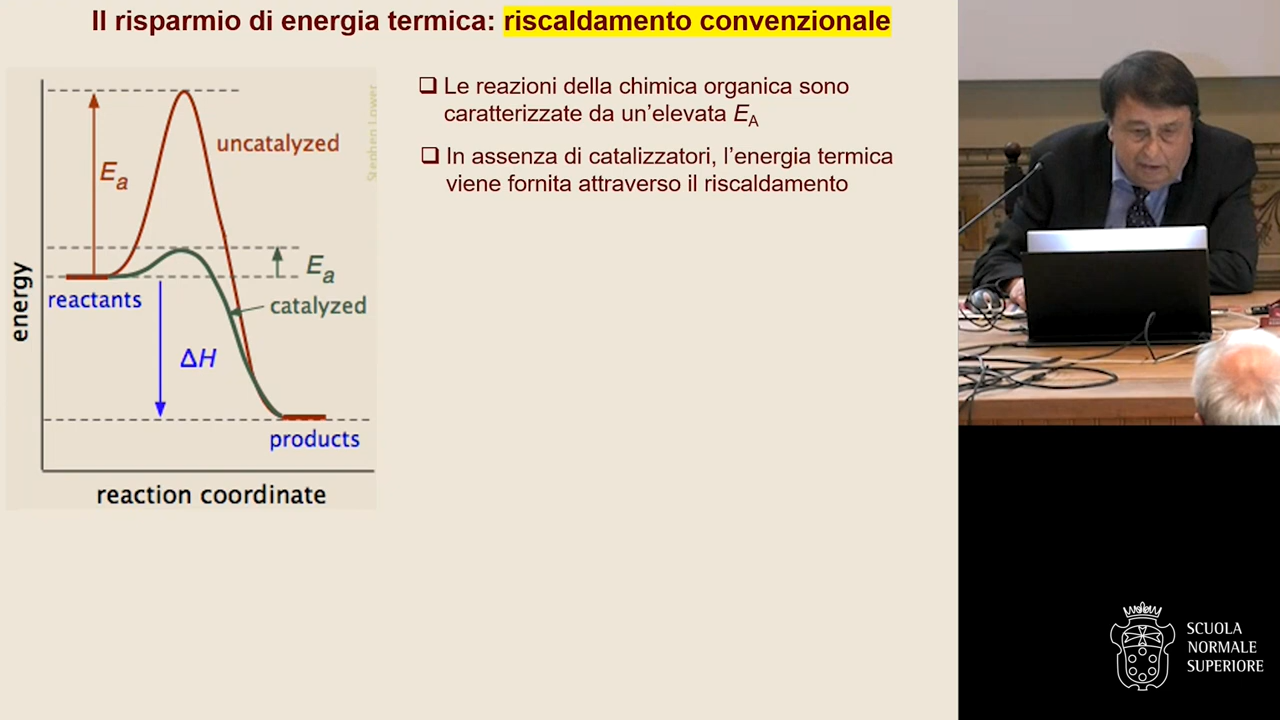 Il risparmio di energia termica: riscaldamento convenzionale
❑ Le reazioni della chimica organica sono
caratterizzate da un’elevata EA
❑ In assenza di catalizzatori, l’energia termica
viene fornita attraverso il riscaldamento
Stephen Lower
uncatalyzed
Ea
Ea
reactants
catalyzed
energy
ΔH
products
reaction coordinate
SCUOLA
NORMALE
SUPERIORE